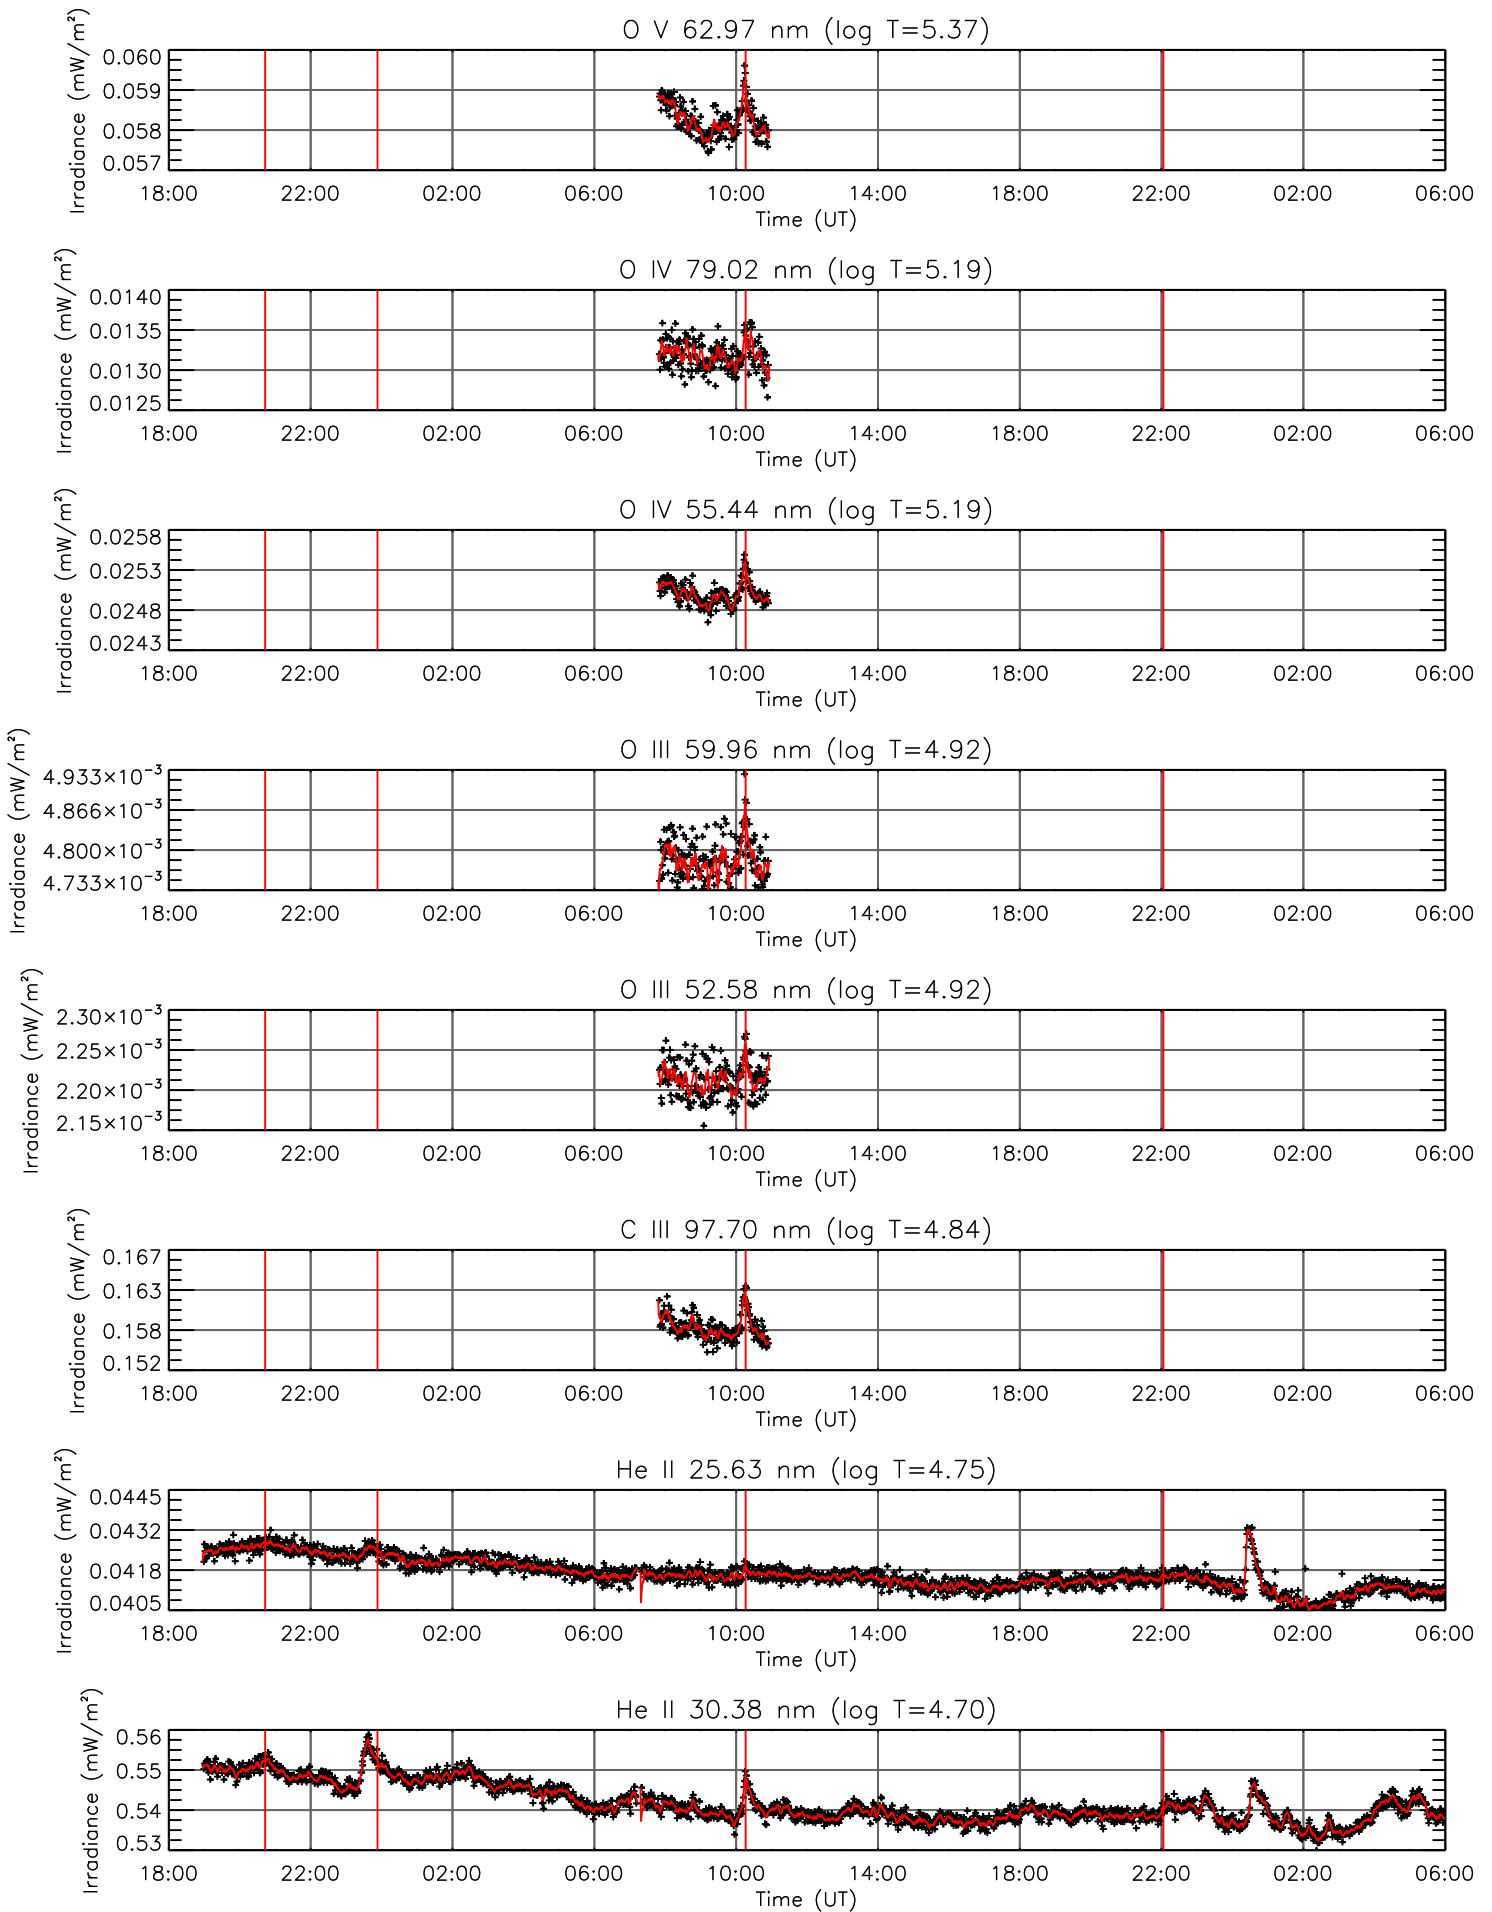 O V 62.97 nm (log T=5.37)
Irradiance (mW/m²)
0.060
0.059
0.058
0.057
18:00 22:00 02:00 06:00 10:00 14:00 18:00 22:00 02:00 06:00
Time (UT)
O IV 79.02 nm (log T=5.19)
Irradiance (mW/m²)
0.0140
0.0135
0.0130
0.0125
18:00 22:00 02:00 06:00 10:00 14:00 18:00 22:00 02:00 06:00
Time (UT)
O IV 55.44 nm (log T=5.19)
Irradiance (mW/m²)
0.0258
0.0253
0.0248
0.0243
18:00 22:00 02:00 06:00 10:00 14:00 18:00 22:00 02:00 06:00
Time (UT)
O III 59.96 nm (log T=4.92)
Irradiance (mW/m²)
4.933×10⁻³
4.866×10⁻³
4.800×10⁻³
4.733×10⁻³
18:00 22:00 02:00 06:00 10:00 14:00 18:00 22:00 02:00 06:00
Time (UT)
O III 52.58 nm (log T=4.92)
Irradiance (mW/m²)
2.30×10⁻³
2.25×10⁻³
2.20×10⁻³
2.15×10⁻³
18:00 22:00 02:00 06:00 10:00 14:00 18:00 22:00 02:00 06:00
Time (UT)
C III 97.70 nm (log T=4.84)
Irradiance (mW/m²)
0.167
0.163
0.158
0.152
18:00 22:00 02:00 06:00 10:00 14:00 18:00 22:00 02:00 06:00
Time (UT)
He II 25.63 nm (log T=4.75)
Irradiance (mW/m²)
0.0445
0.0432
0.0418
0.0405
18:00 22:00 02:00 06:00 10:00 14:00 18:00 22:00 02:00 06:00
Time (UT)
He II 30.38 nm (log T=4.70)
Irradiance (mW/m²)
0.56
0.55
0.54
0.53
18:00 22:00 02:00 06:00 10:00 14:00 18:00 22:00 02:00 06:00
Time (UT)